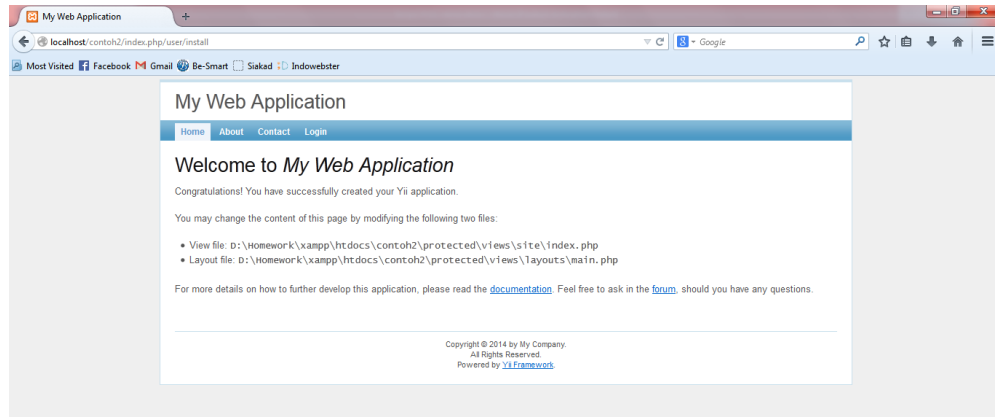 My Web Application
localhost/contoh2/index.php/user/install
Google
Most Visited Facebook Gmail Be-Smart Siakad Indowebster
My Web Application
Home About Contact Login
Welcome to My Web Application
Congratulations! You have successfully created your Yii application.
You may change the content of this page by modifying the following two files:
View file: D:\Homework\xampp\htdocs\contoh2\protected\views\site\index.php
Layout file: D:\Homework\xampp\htdocs\contoh2\protected\views\layouts\main.php
For more details on how to further develop this application, please read the documentation. Feel free to ask in the forum, should you have any questions.
Copyright © 2014 by My Company.
All Rights Reserved.
Powered by Yii Framework.